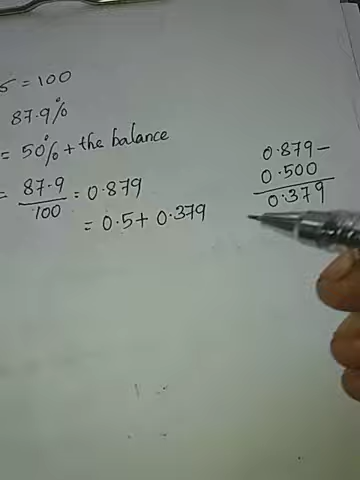 = 100
87.9%
= 50% + the balance
= 87.9/100 = 0.879
= 0.5 + 0.379
0.879 –
0.500
0.379